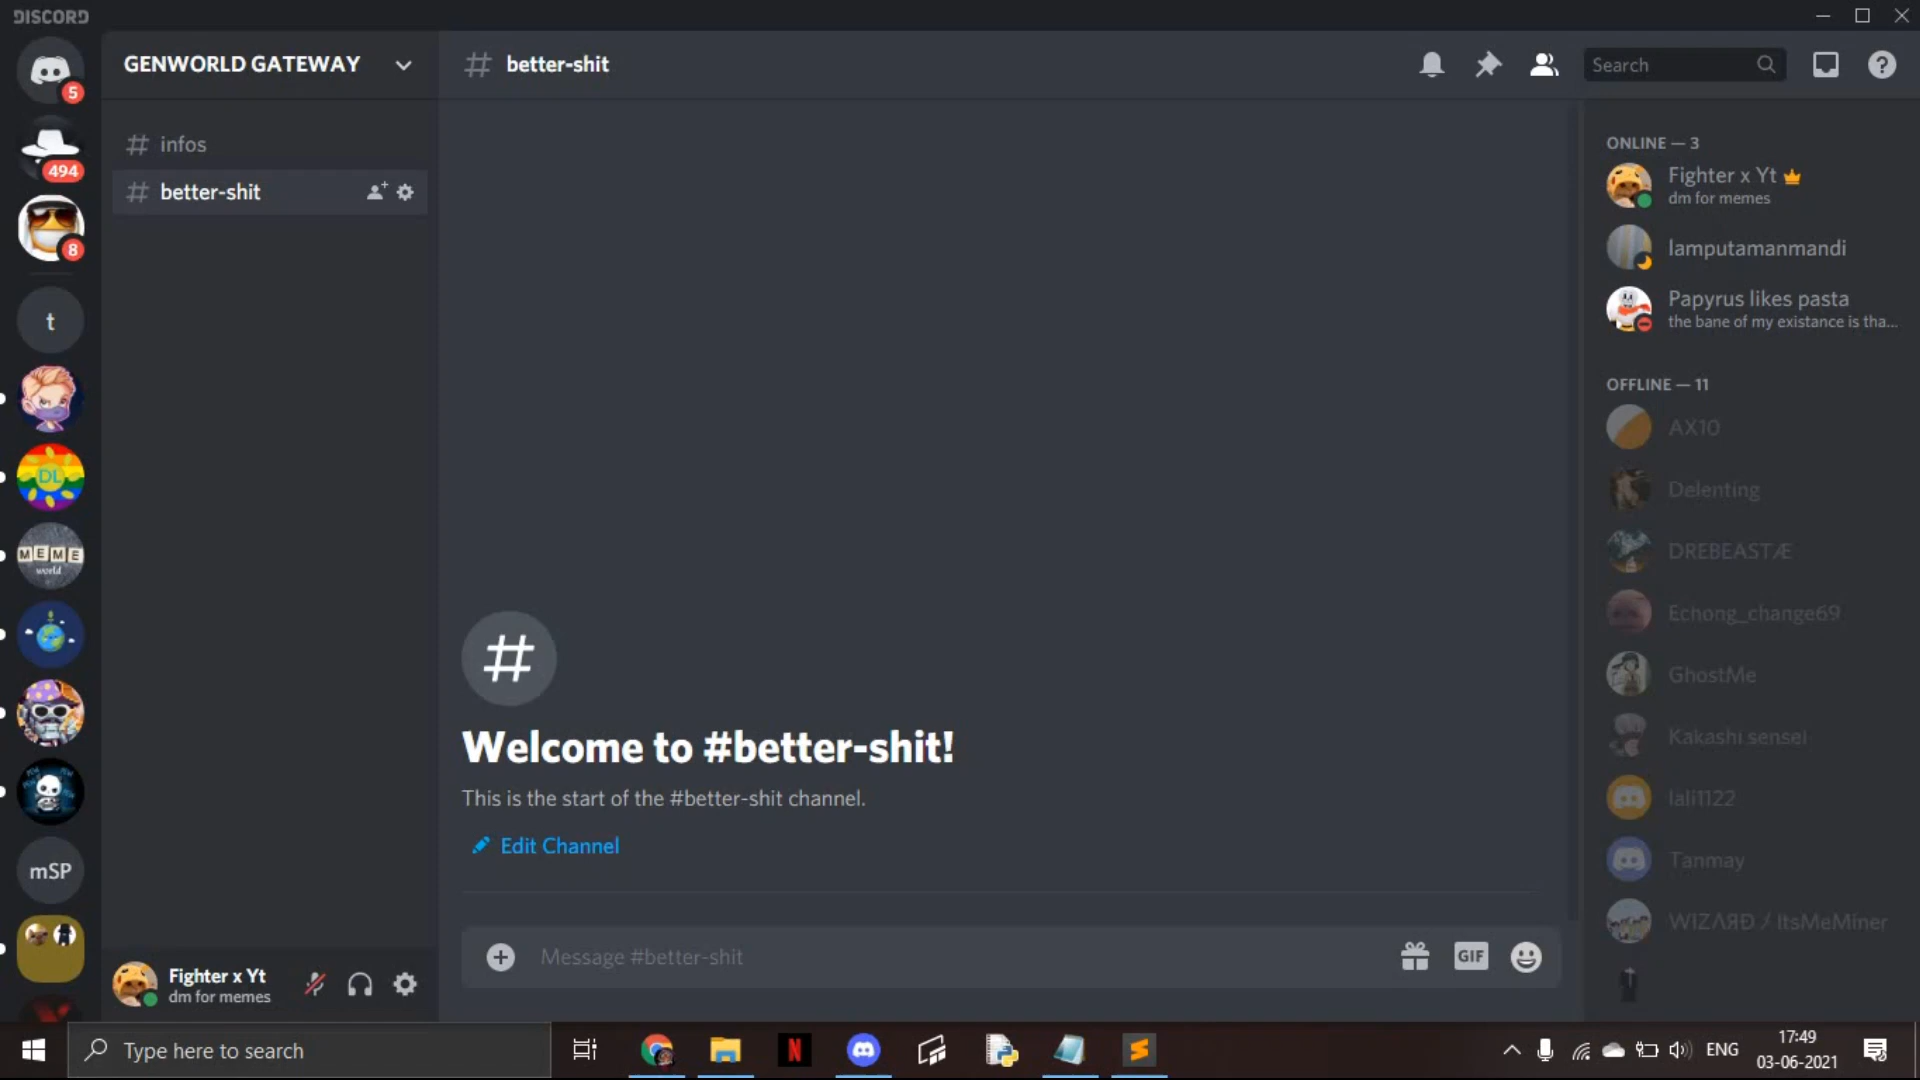 DISCORD
5
494
8
t
DL
MEME
world
mSP
GENWORLD GATEWAY
infos
better-shit
Fighter x Yt
dm for memes
better-shit
Search
Welcome to #better-shit!
This is the start of the #better-shit channel.
Edit Channel
Message #better-shit
GIF
ONLINE — 3
Fighter x Yt
dm for memes
lamputamanmandi
Papyrus likes pasta
the bane of my existance is tha...
OFFLINE — 11
AX10
Delenting
DREBEASTÆ
Echong_change69
GhostMe
Kakashi sensei
lali1122
Tanmay
WIZΛЯĐ / ItsMeMiner
Type here to search
N
ENG
17:49
03-06-2021